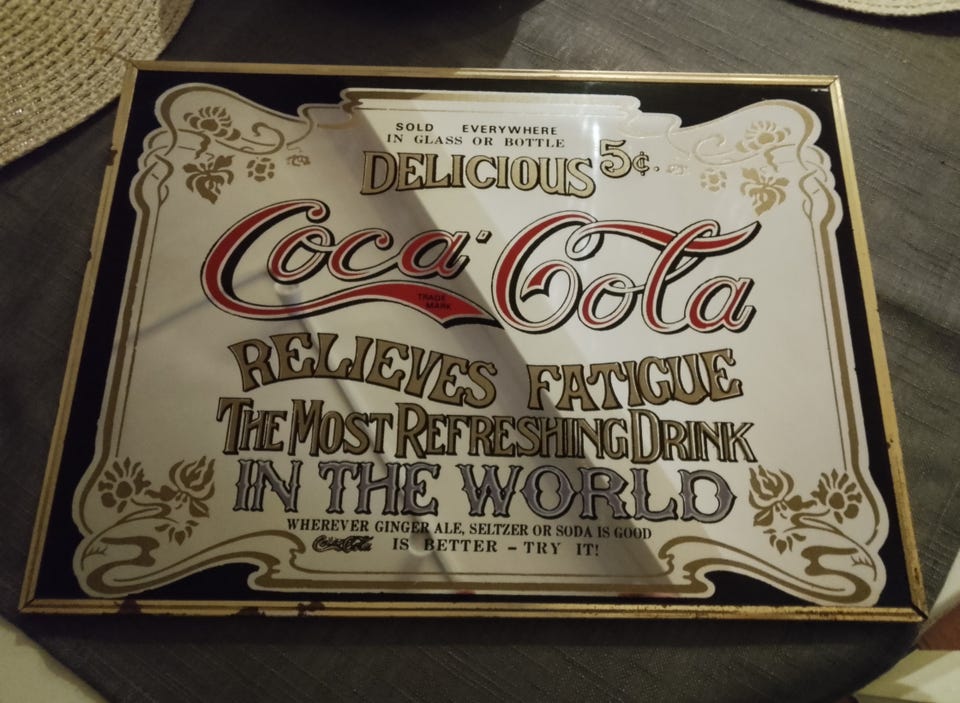 SOLD EVERYWHERE
IN GLASS OR BOTTLE
DELICIOUS 5¢.
Coca-Cola
TRADE
MARK
RELIEVES FATIGUE
THE MOST REFRESHING DRINK
IN THE WORLD
WHEREVER GINGER ALE, SELTZER OR SODA IS GOOD
Coca-Cola IS BETTER – TRY IT!